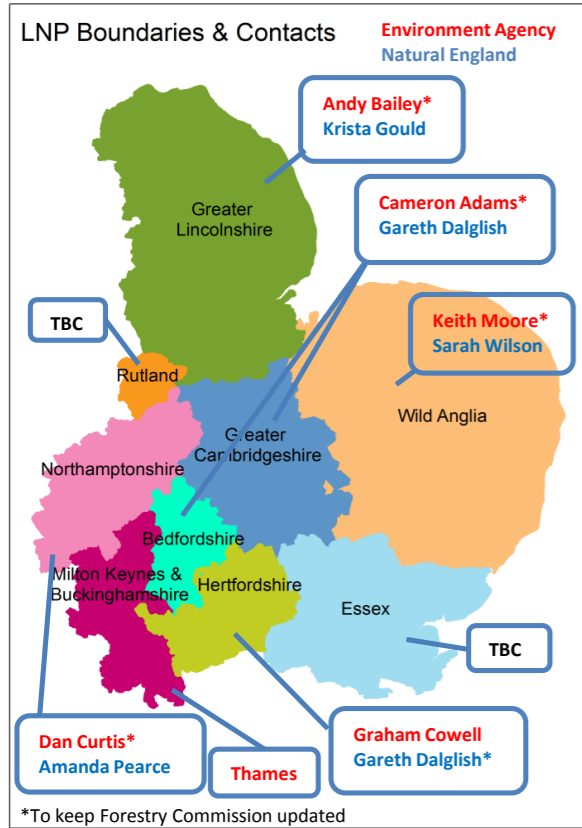 LNP Boundaries & Contacts
Environment Agency
Natural England
Andy Bailey*
Krista Gould
Greater
Lincolnshire
Cameron Adams*
Gareth Dalglish
TBC
Keith Moore*
Sarah Wilson
Rutland
Wild Anglia
Greater
Cambridgeshire
Northamptonshire
Bedfordshire
Milton Keynes &
Buckinghamshire
Hertfordshire
Essex
TBC
Dan Curtis*
Amanda Pearce
Thames
Graham Cowell
Gareth Dalglish*
*To keep Forestry Commission updated